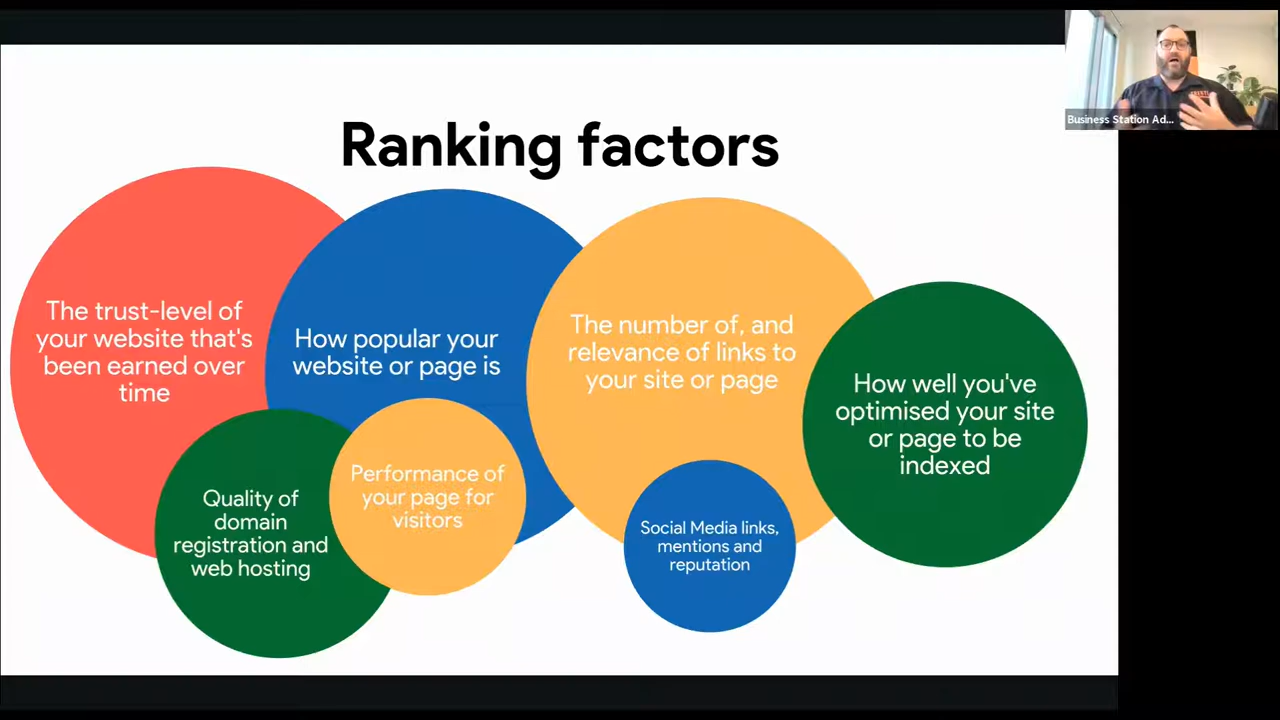 Business Station Ad...
Ranking factors
The trust-level of
your website that's
been earned over
time
How popular your
website or page is
The number of, and
relevance of links to
your site or page
How well you've
optimised your site
or page to be
indexed
Quality of
domain
registration and
web hosting
Performance of
your page for
visitors
Social Media links,
mentions and
reputation